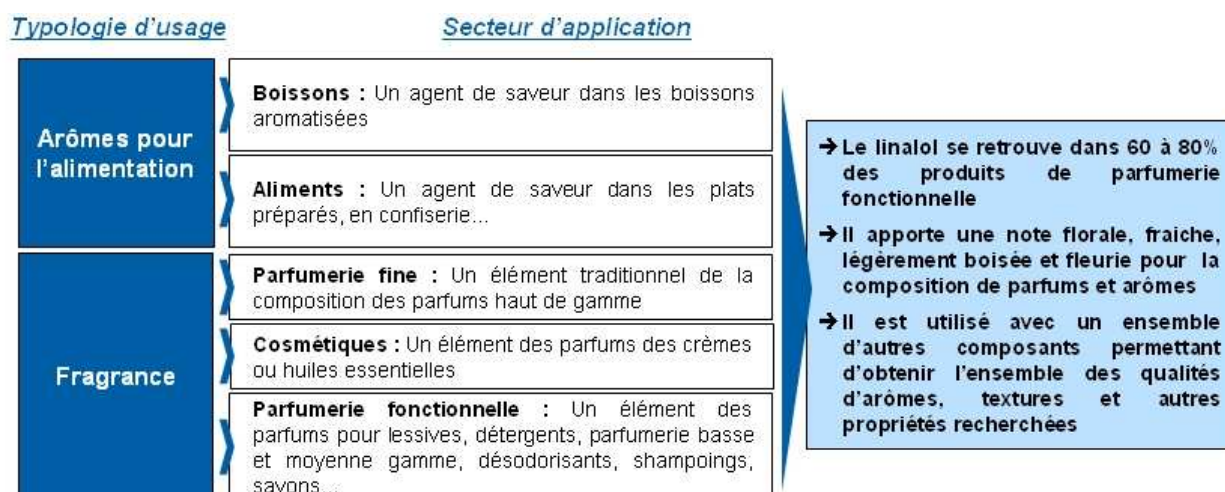 Typologie d'usage
Secteur d'application
Arômes pour
l'alimentation
Boissons : Un agent de saveur dans les boissons
aromatisées
Aliments : Un agent de saveur dans les plats
préparés, en confiserie...
Fragrance
Parfumerie fine : Un élément traditionnel de la
composition des parfums haut de gamme
Cosmétiques : Un élément des parfums des crèmes
ou huiles essentielles
Parfumerie fonctionnelle : Un élément des
parfums pour lessives, détergents, parfumerie basse
et moyenne gamme, désodorisants, shampoings,
savons...
→ Le linalol se retrouve dans 60 à 80%
des produits de parfumerie
fonctionnelle
→ Il apporte une note florale, fraiche,
légèrement boisée et fleurie pour la
composition de parfums et arômes
→ Il est utilisé avec un ensemble
d'autres composants permettant
d'obtenir l'ensemble des qualités
d'arômes, textures et autres
propriétés recherchées